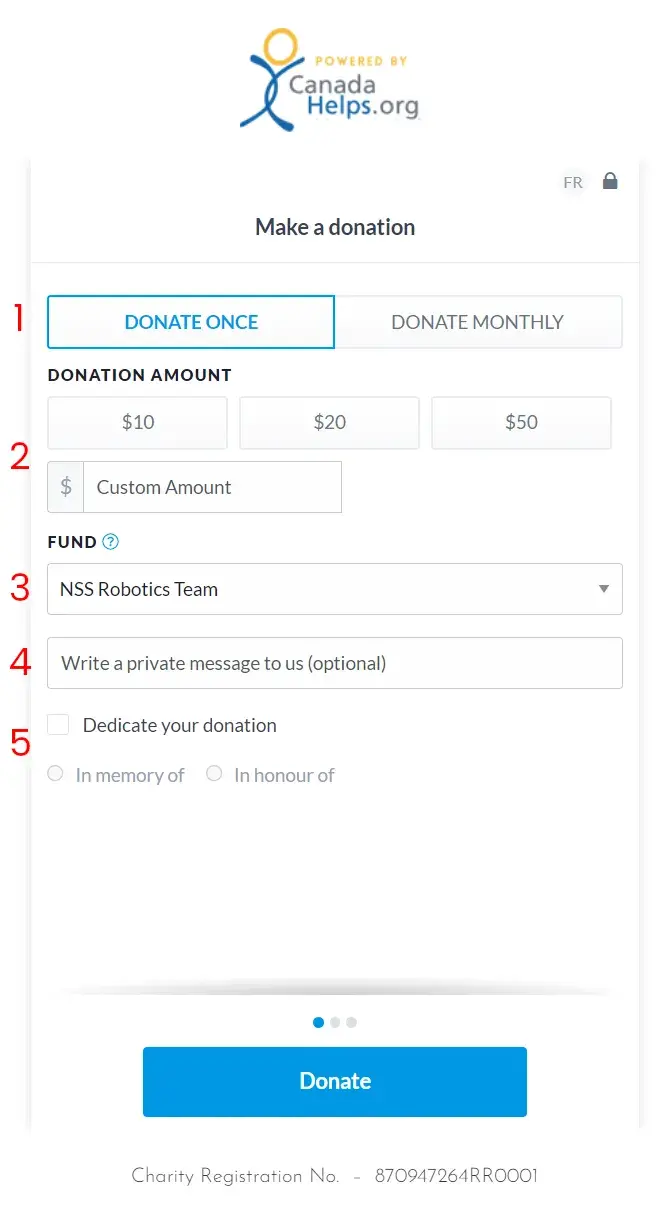 POWERED BY
Canada
Helps.org
FR
Make a donation
1
DONATE ONCE DONATE MONTHLY
DONATION AMOUNT
$10 $20 $50
2
$ Custom Amount
FUND ?
3 NSS Robotics Team
4 Write a private message to us (optional)
Dedicate your donation
5
In memory of In honour of
Donate
Charity Registration No. – 870947264RR0001